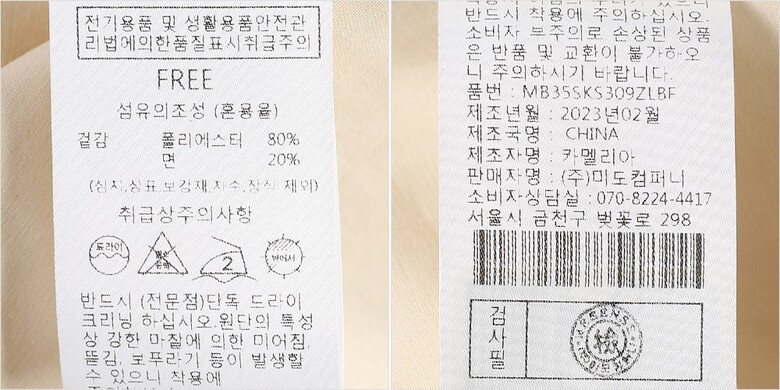 전기용품 및 생활용품안전관
리법에의한품질표시취급주의
FREE
섬유의조성 (혼용율)
겉감 폴리에스터 80%
면 20%
(심지,상표,보강재,자수,장식 제외)
취급상주의사항
드라이
염소
표백
2
반드시 (전문점)단독 드라이
크리닝 하십시오.원단의 특성
상 강한 마찰에 의한 미어짐,
뜯김, 보푸라기 등이 발생할
수 있으니 착용에
반드시 착용에 주의하십시오.
소비자 부주의로 손상된 상품
은 반품 및 교환이 불가하오
니 주의하시기 바랍니다.
품번 : MB35SKS309ZLBF
제조년월 : 2023년02월
제조국명 : CHINA
제조자명 : 카멜리아
판매자명 : (주)미도컴퍼니
소비자상담실 : 070-8224-4417
서울시 금천구 벚꽃로 298
검사필